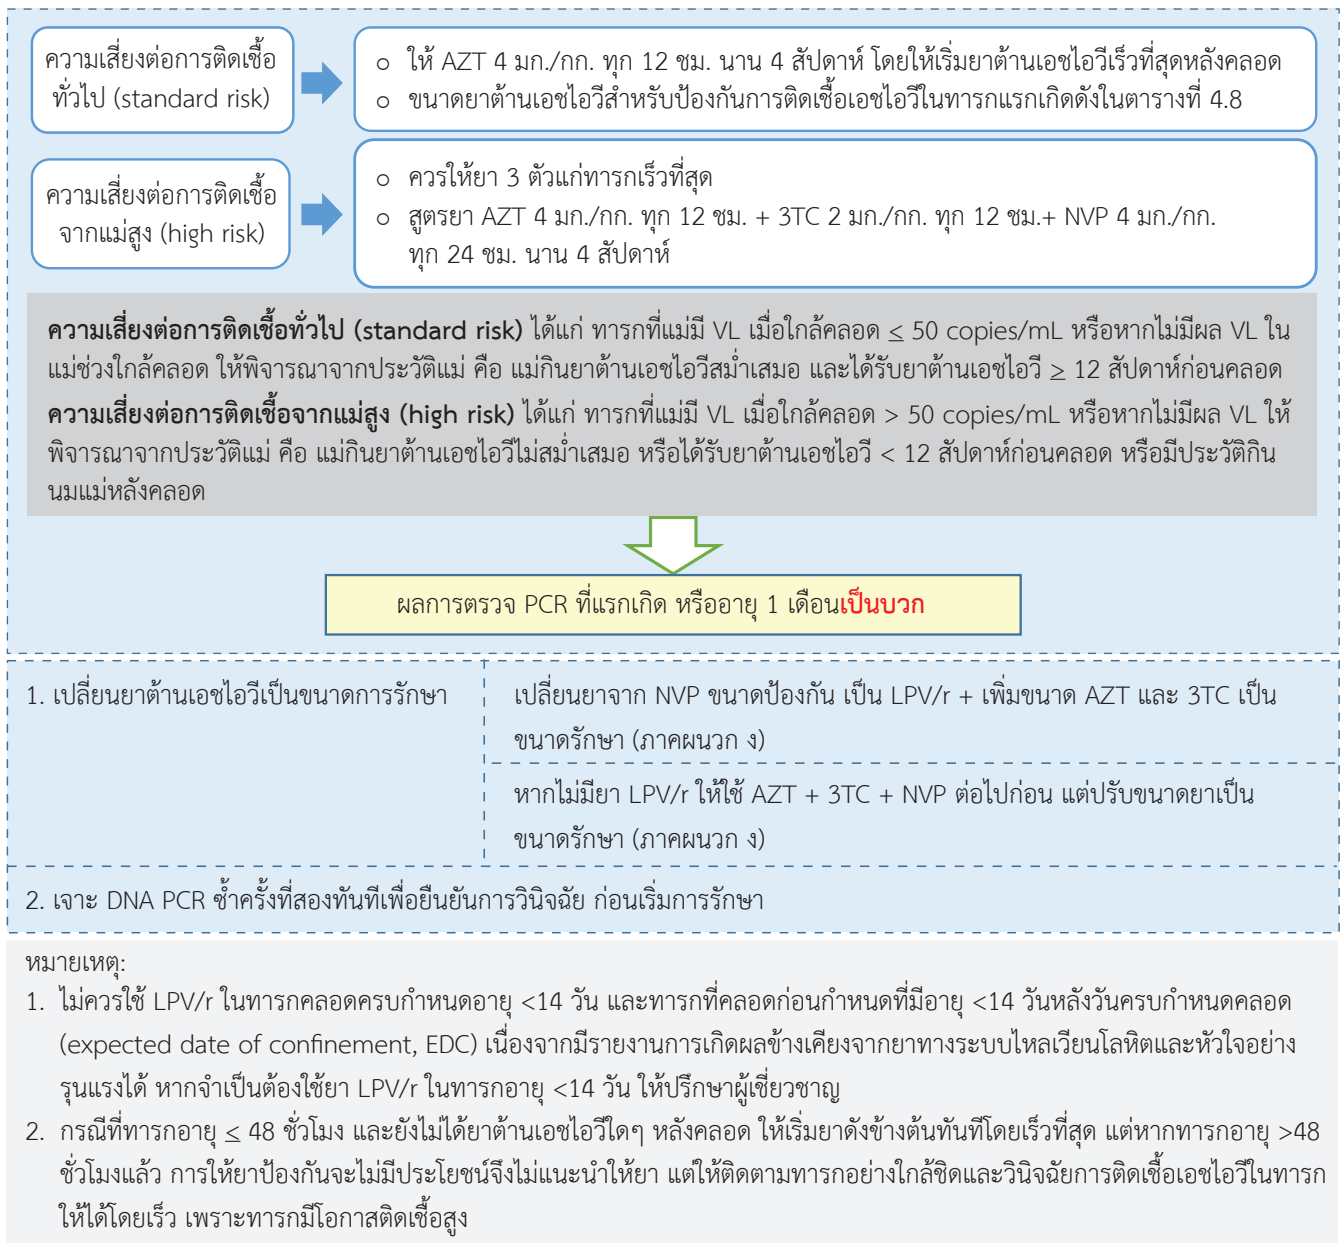 ความเสี่ยงต่อการติดเชื้อ
ทั่วไป (standard risk)
o ให้ AZT 4 มก./กก. ทุก 12 ชม. นาน 4 สัปดาห์ โดยให้เริ่มยาต้านเอชไอวีเร็วที่สุดหลังคลอด
o ขนาดยาต้านเอชไอวีสำหรับป้องกันการติดเชื้อเอชไอวีในทารกแรกเกิดดังในตารางที่ 4.8
ความเสี่ยงต่อการติดเชื้อ
จากแม่สูง (high risk)
o ควรให้ยา 3 ตัวแก่ทารกเร็วที่สุด
o สูตรยา AZT 4 มก./กก. ทุก 12 ชม. + 3TC 2 มก./กก. ทุก 12 ชม.+ NVP 4 มก./กก.
ทุก 24 ชม. นาน 4 สัปดาห์
ความเสี่ยงต่อการติดเชื้อทั่วไป (standard risk) ได้แก่ ทารกที่แม่มี VL เมื่อใกล้คลอด ≤ 50 copies/mL หรือหากไม่มีผล VL ใน
แม่ช่วงใกล้คลอด ให้พิจารณาจากประวัติแม่ คือ แม่กินยาต้านเอชไอวีสม่ำเสมอ และได้รับยาต้านเอชไอวี ≥ 12 สัปดาห์ก่อนคลอด
ความเสี่ยงต่อการติดเชื้อจากแม่สูง (high risk) ได้แก่ ทารกที่แม่มี VL เมื่อใกล้คลอด > 50 copies/mL หรือหากไม่มีผล VL ให้
พิจารณาจากประวัติแม่ คือ แม่กินยาต้านเอชไอวีไม่สม่ำเสมอ หรือได้รับยาต้านเอชไอวี < 12 สัปดาห์ก่อนคลอด หรือมีประวัติกิน
นมแม่หลังคลอด
ผลการตรวจ PCR ที่แรกเกิด หรืออายุ 1 เดือนเป็นบวก
1. เปลี่ยนยาต้านเอชไอวีเป็นขนาดการรักษา
เปลี่ยนยาจาก NVP ขนาดป้องกัน เป็น LPV/r + เพิ่มขนาด AZT และ 3TC เป็น
ขนาดรักษา (ภาคผนวก ง)
หากไม่มียา LPV/r ให้ใช้ AZT + 3TC + NVP ต่อไปก่อน แต่ปรับขนาดยาเป็น
ขนาดรักษา (ภาคผนวก ง)
2. เจาะ DNA PCR ซ้ำครั้งที่สองทันทีเพื่อยืนยันการวินิจฉัย ก่อนเริ่มการรักษา
หมายเหตุ:
1. ไม่ควรใช้ LPV/r ในทารกคลอดครบกำหนดอายุ <14 วัน และทารกที่คลอดก่อนกำหนดที่มีอายุ <14 วันหลังวันครบกำหนดคลอด
(expected date of confinement, EDC) เนื่องจากมีรายงานการเกิดผลข้างเคียงจากยาทางระบบไหลเวียนโลหิตและหัวใจอย่าง
รุนแรงได้ หากจำเป็นต้องใช้ยา LPV/r ในทารกอายุ <14 วัน ให้ปรึกษาผู้เชี่ยวชาญ
2. กรณีที่ทารกอายุ ≤ 48 ชั่วโมง และยังไม่ได้ยาต้านเอชไอวีใดๆ หลังคลอด ให้เริ่มยาดังข้างต้นทันทีโดยเร็วที่สุด แต่หากทารกอายุ >48
ชั่วโมงแล้ว การให้ยาป้องกันจะไม่มีประโยชน์จึงไม่แนะนำให้ยา แต่ให้ติดตามทารกอย่างใกล้ชิดและวินิจฉัยการติดเชื้อเอชไอวีในทารก
ให้ได้โดยเร็ว เพราะทารกมีโอกาสติดเชื้อสูง